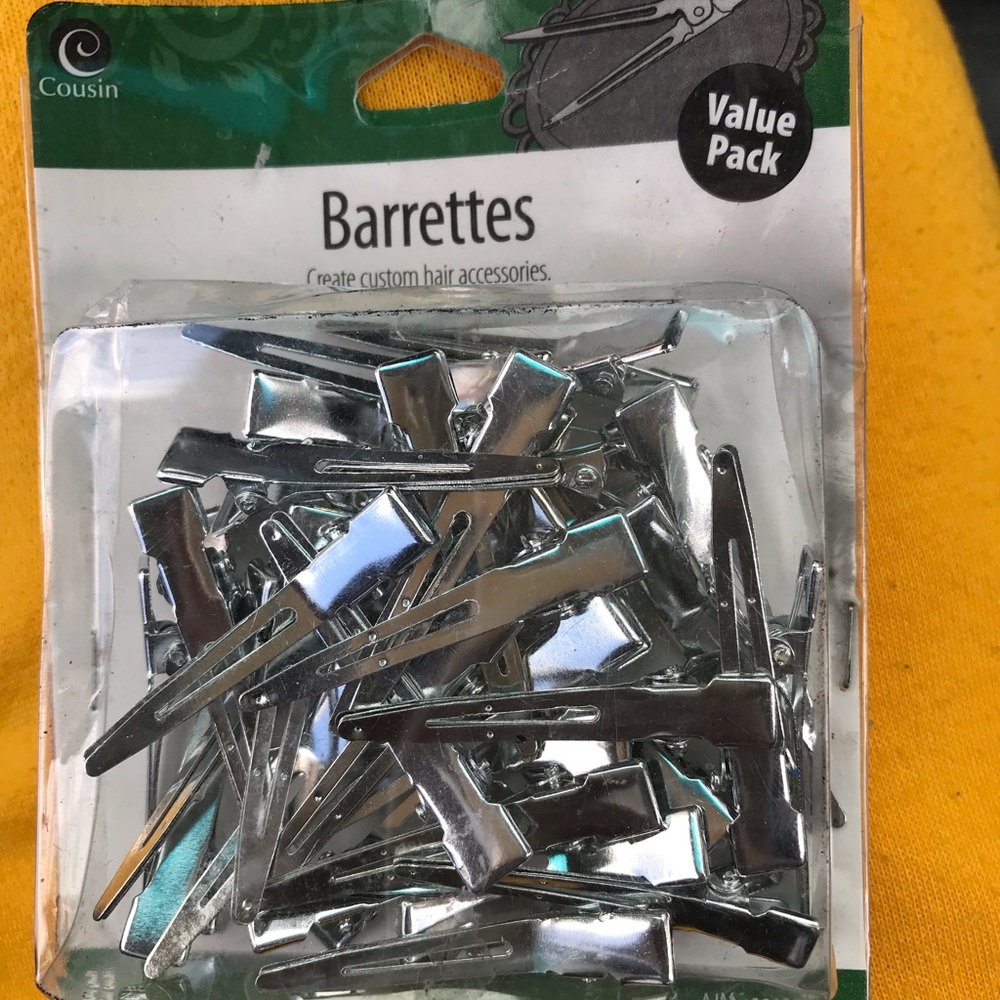 Cousin
Value
Pack
Barrettes
Create custom hair accessories.